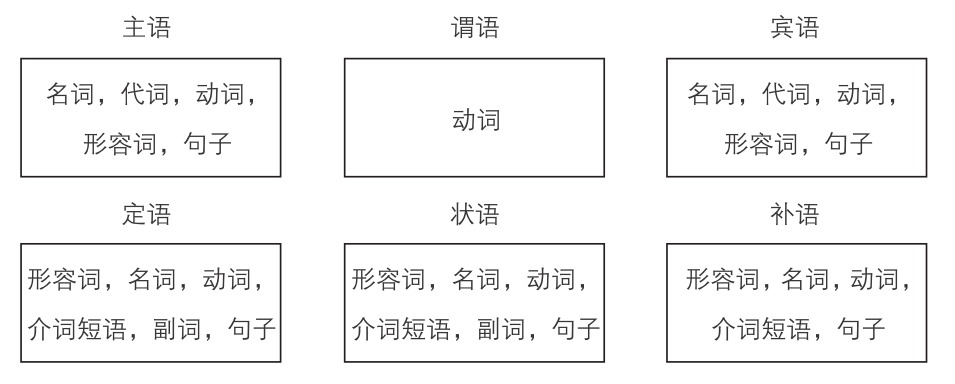 主语
谓语
宾语
名词，代词，动词，
形容词，句子
动词
名词，代词，动词，
形容词，句子
定语
状语
补语
形容词，名词，动词，
介词短语，副词，句子
形容词，名词，动词，
介词短语，副词，句子
形容词，名词，动词，
介词短语，句子